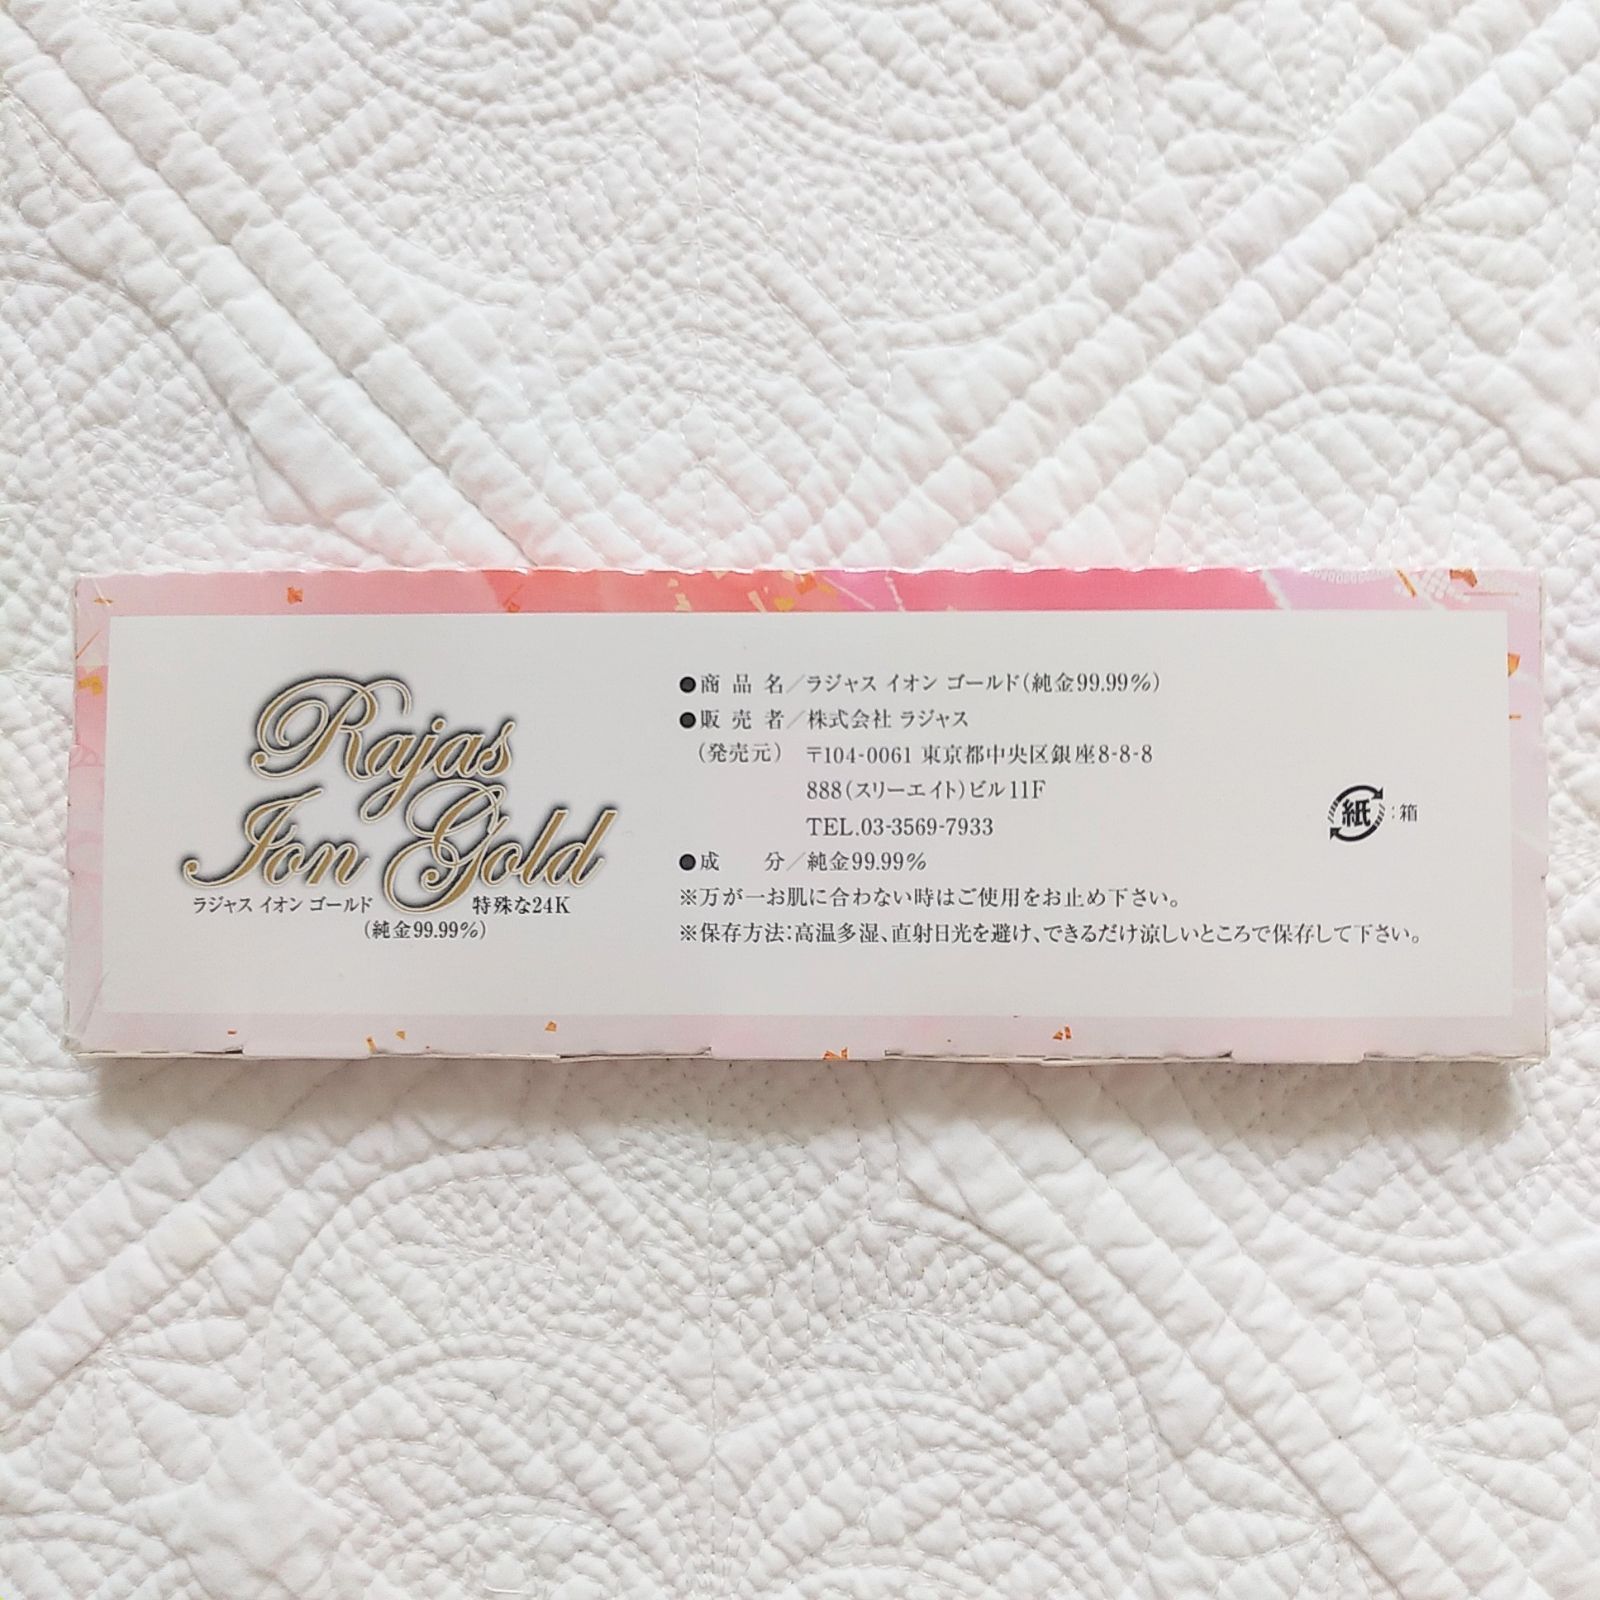 Rajas
Ion Gold
ラジャス イオン ゴールド 特殊な24K
(純金99.99%)
●商品名／ラジャス イオン ゴールド(純金99.99%)
●販売者／株式会社 ラジャス
(発売元) 〒104-0061 東京都中央区銀座8-8-8
888(スリーエイト)ビル11F
TEL.03-3569-7933
●成分／純金99.99%
※万が一お肌に合わない時はご使用をお止め下さい。
※保存方法:高温多湿、直射日光を避け、できるだけ涼しいところで保存して下さい。
紙:箱